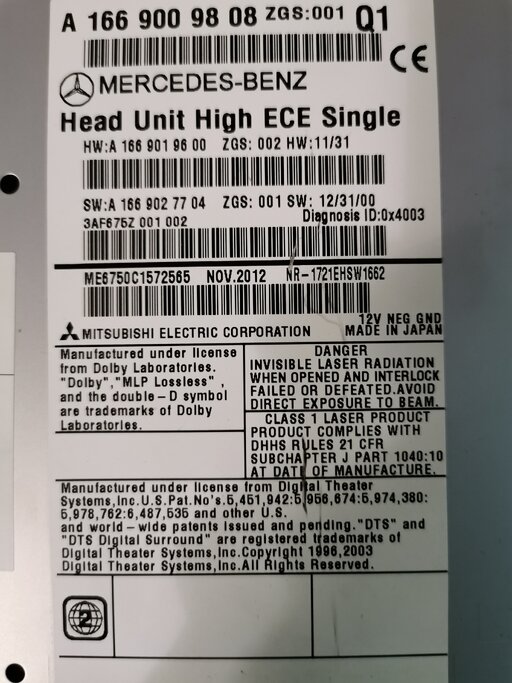 A 166 900 98 08 ZGS:001 Q1
CE
MERCEDES-BENZ
Head Unit High ECE Single
HW:A 166 901 96 00 ZGS: 002 HW:11/31
SW:A 166 902 77 04 ZGS: 001 SW: 12/31/00
3AF675Z 001 002 Diagnosis ID:0x4003
ME6750C1572565 NOV.2012 NR-1721EHSW1662
12V NEG GND
MITSUBISHI ELECTRIC CORPORATION MADE IN JAPAN
Manufactured under license
from Dolby Laboratories.
"Dolby","MLP Lossless",
and the double-D symbol
are trademarks of Dolby
Laboratories.
DANGER
INVISIBLE LASER RADIATION
WHEN OPENED AND INTERLOCK
FAILED OR DEFEATED.AVOID
DIRECT EXPOSURE TO BEAM.
CLASS 1 LASER PRODUCT
PRODUCT COMPLIES WITH
DHHS RULES 21 CFR
SUBCHAPTER J PART 1040:10
AT DATE OF MANUFACTURE.
Manufactured under license from Digital Theater
Systems,Inc.U.S.Pat.No's.5,451,942:5,956,674:5,974,380:
5,978,762:6,487,535 and other U.S.
and world-wide patents issued and pending."DTS" and
"DTS Digital Surround" are registered trademarks of
Digital Theater Systems,Inc.Copyright 1996,2003
Digital Theater Systems,Inc.All Rights Reserved.
2